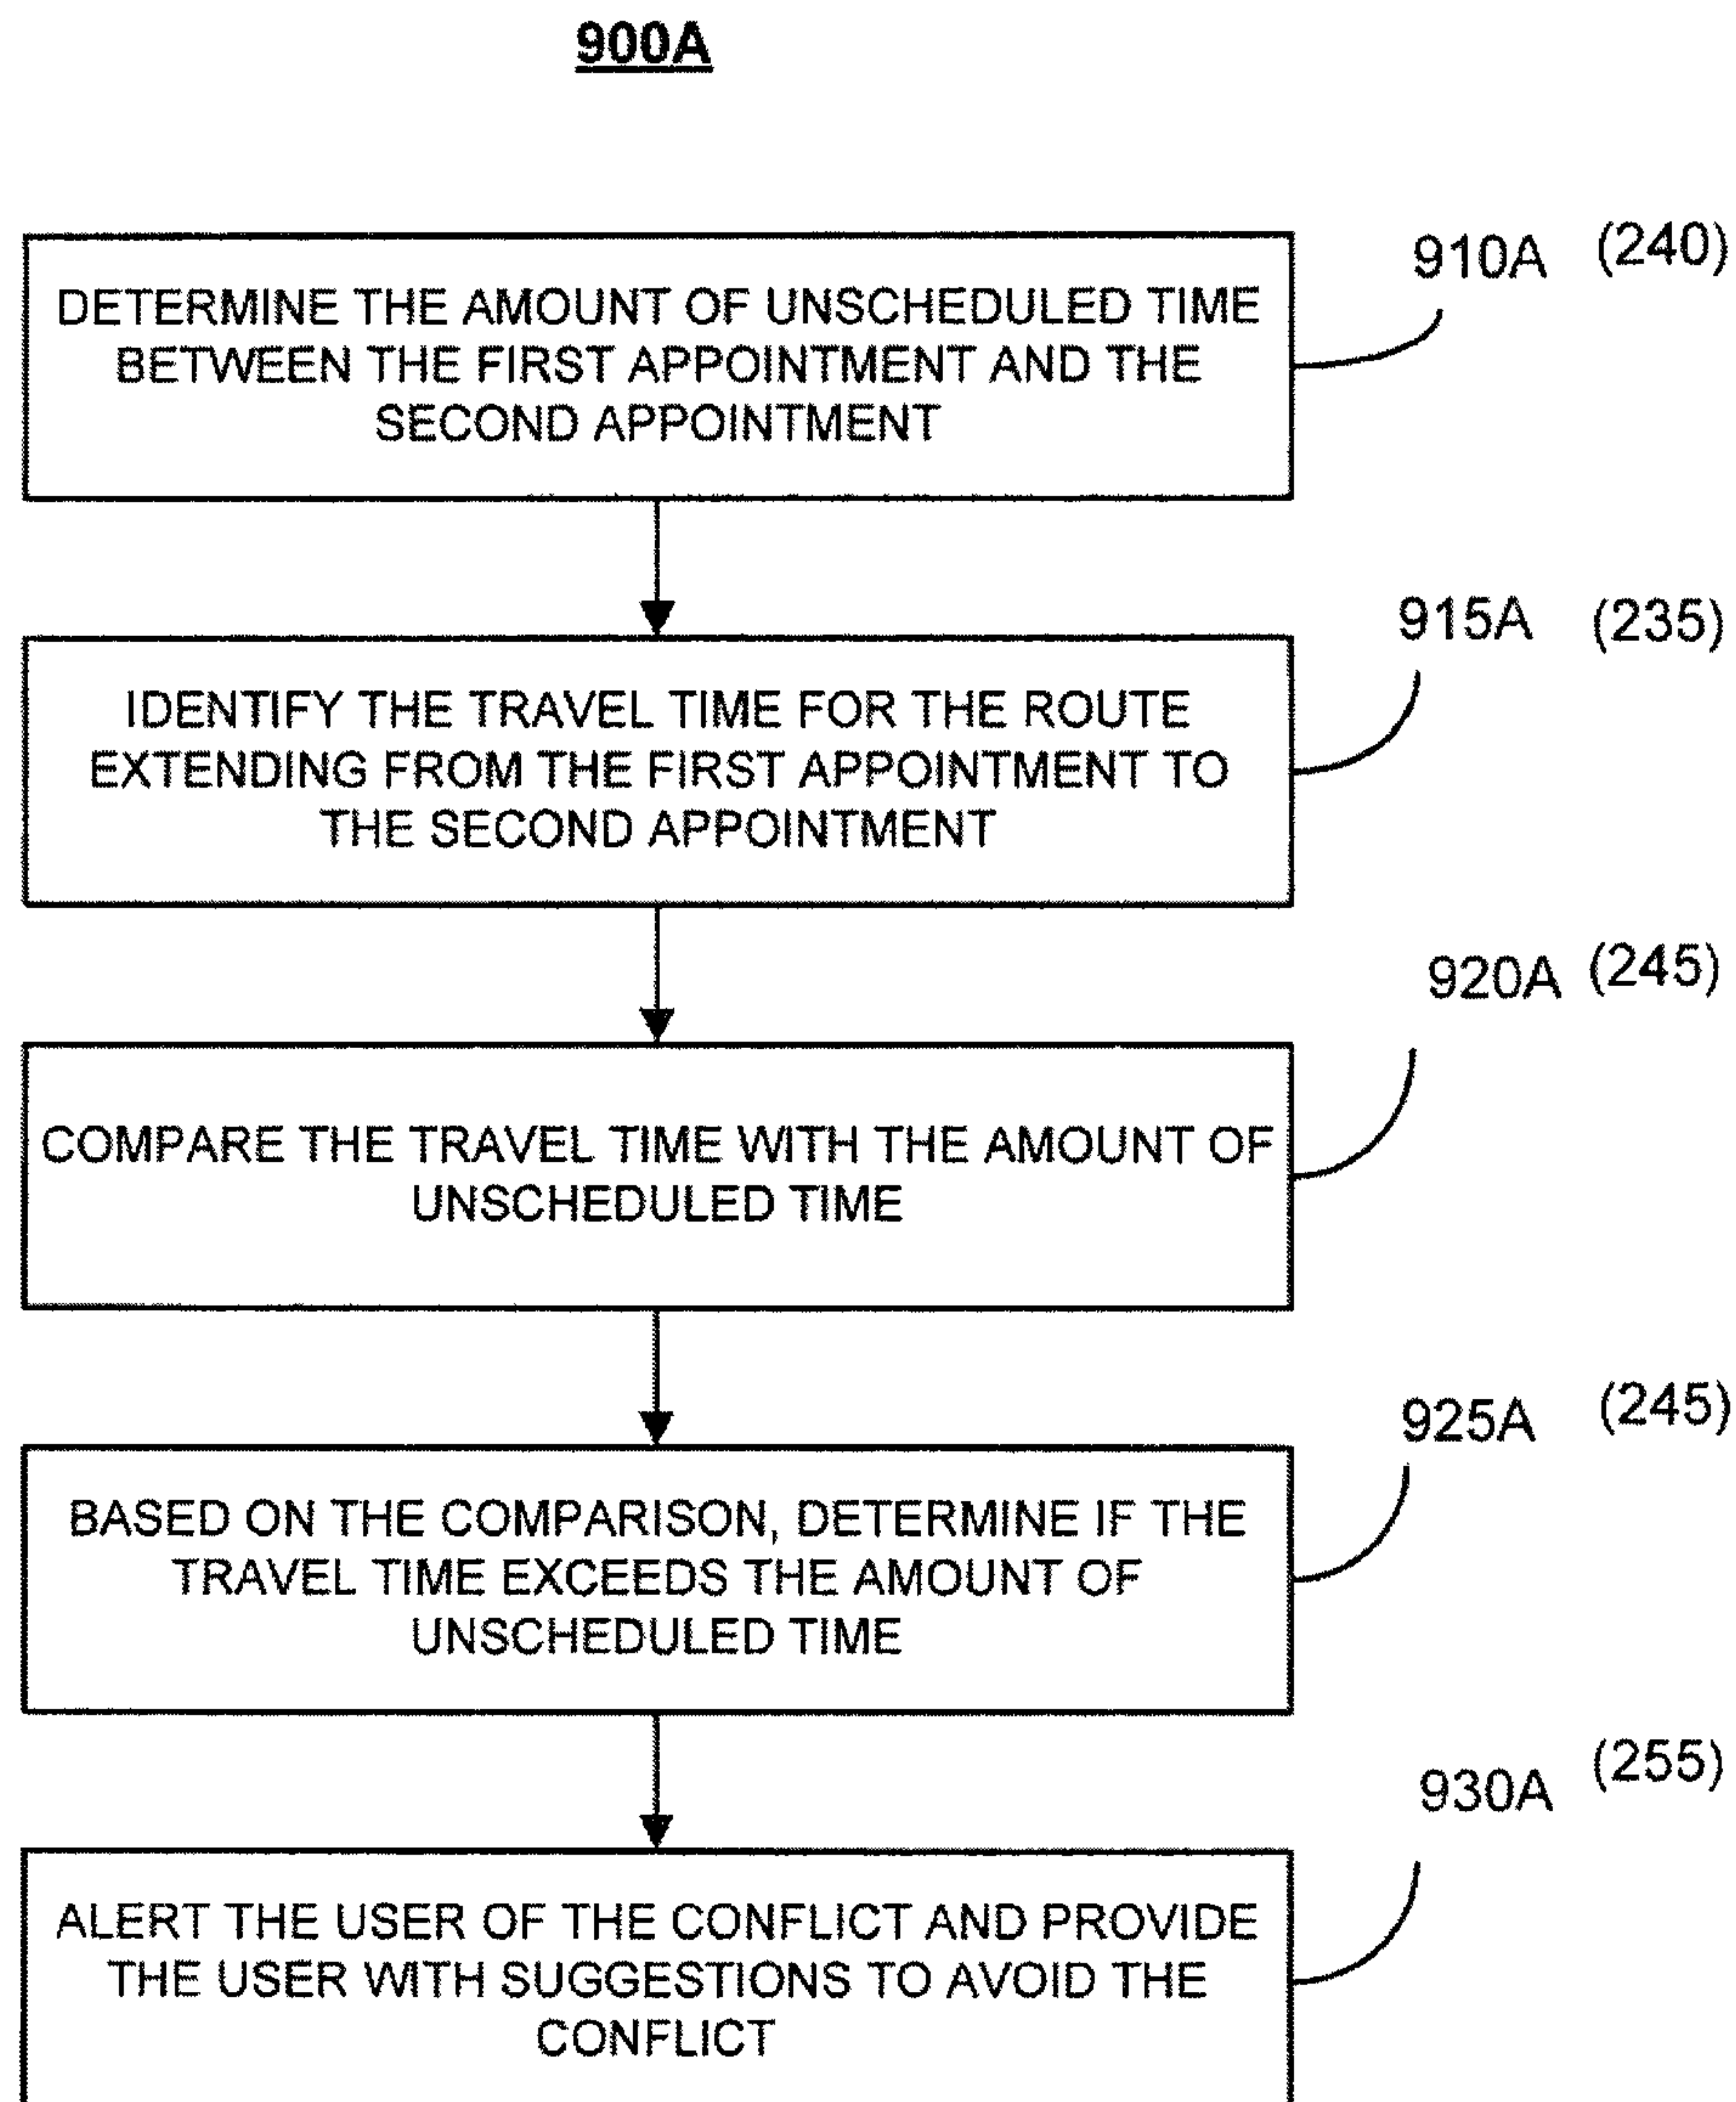 900A
DETERMINE THE AMOUNT OF UNSCHEDULED TIME
BETWEEN THE FIRST APPOINTMENT AND THE
SECOND APPOINTMENT
910A (240)
IDENTIFY THE TRAVEL TIME FOR THE ROUTE
EXTENDING FROM THE FIRST APPOINTMENT TO
THE SECOND APPOINTMENT
915A (235)
COMPARE THE TRAVEL TIME WITH THE AMOUNT OF
UNSCHEDULED TIME
920A (245)
BASED ON THE COMPARISON, DETERMINE IF THE
TRAVEL TIME EXCEEDS THE AMOUNT OF
UNSCHEDULED TIME
925A (245)
ALERT THE USER OF THE CONFLICT AND PROVIDE
THE USER WITH SUGGESTIONS TO AVOID THE
CONFLICT
930A (255)